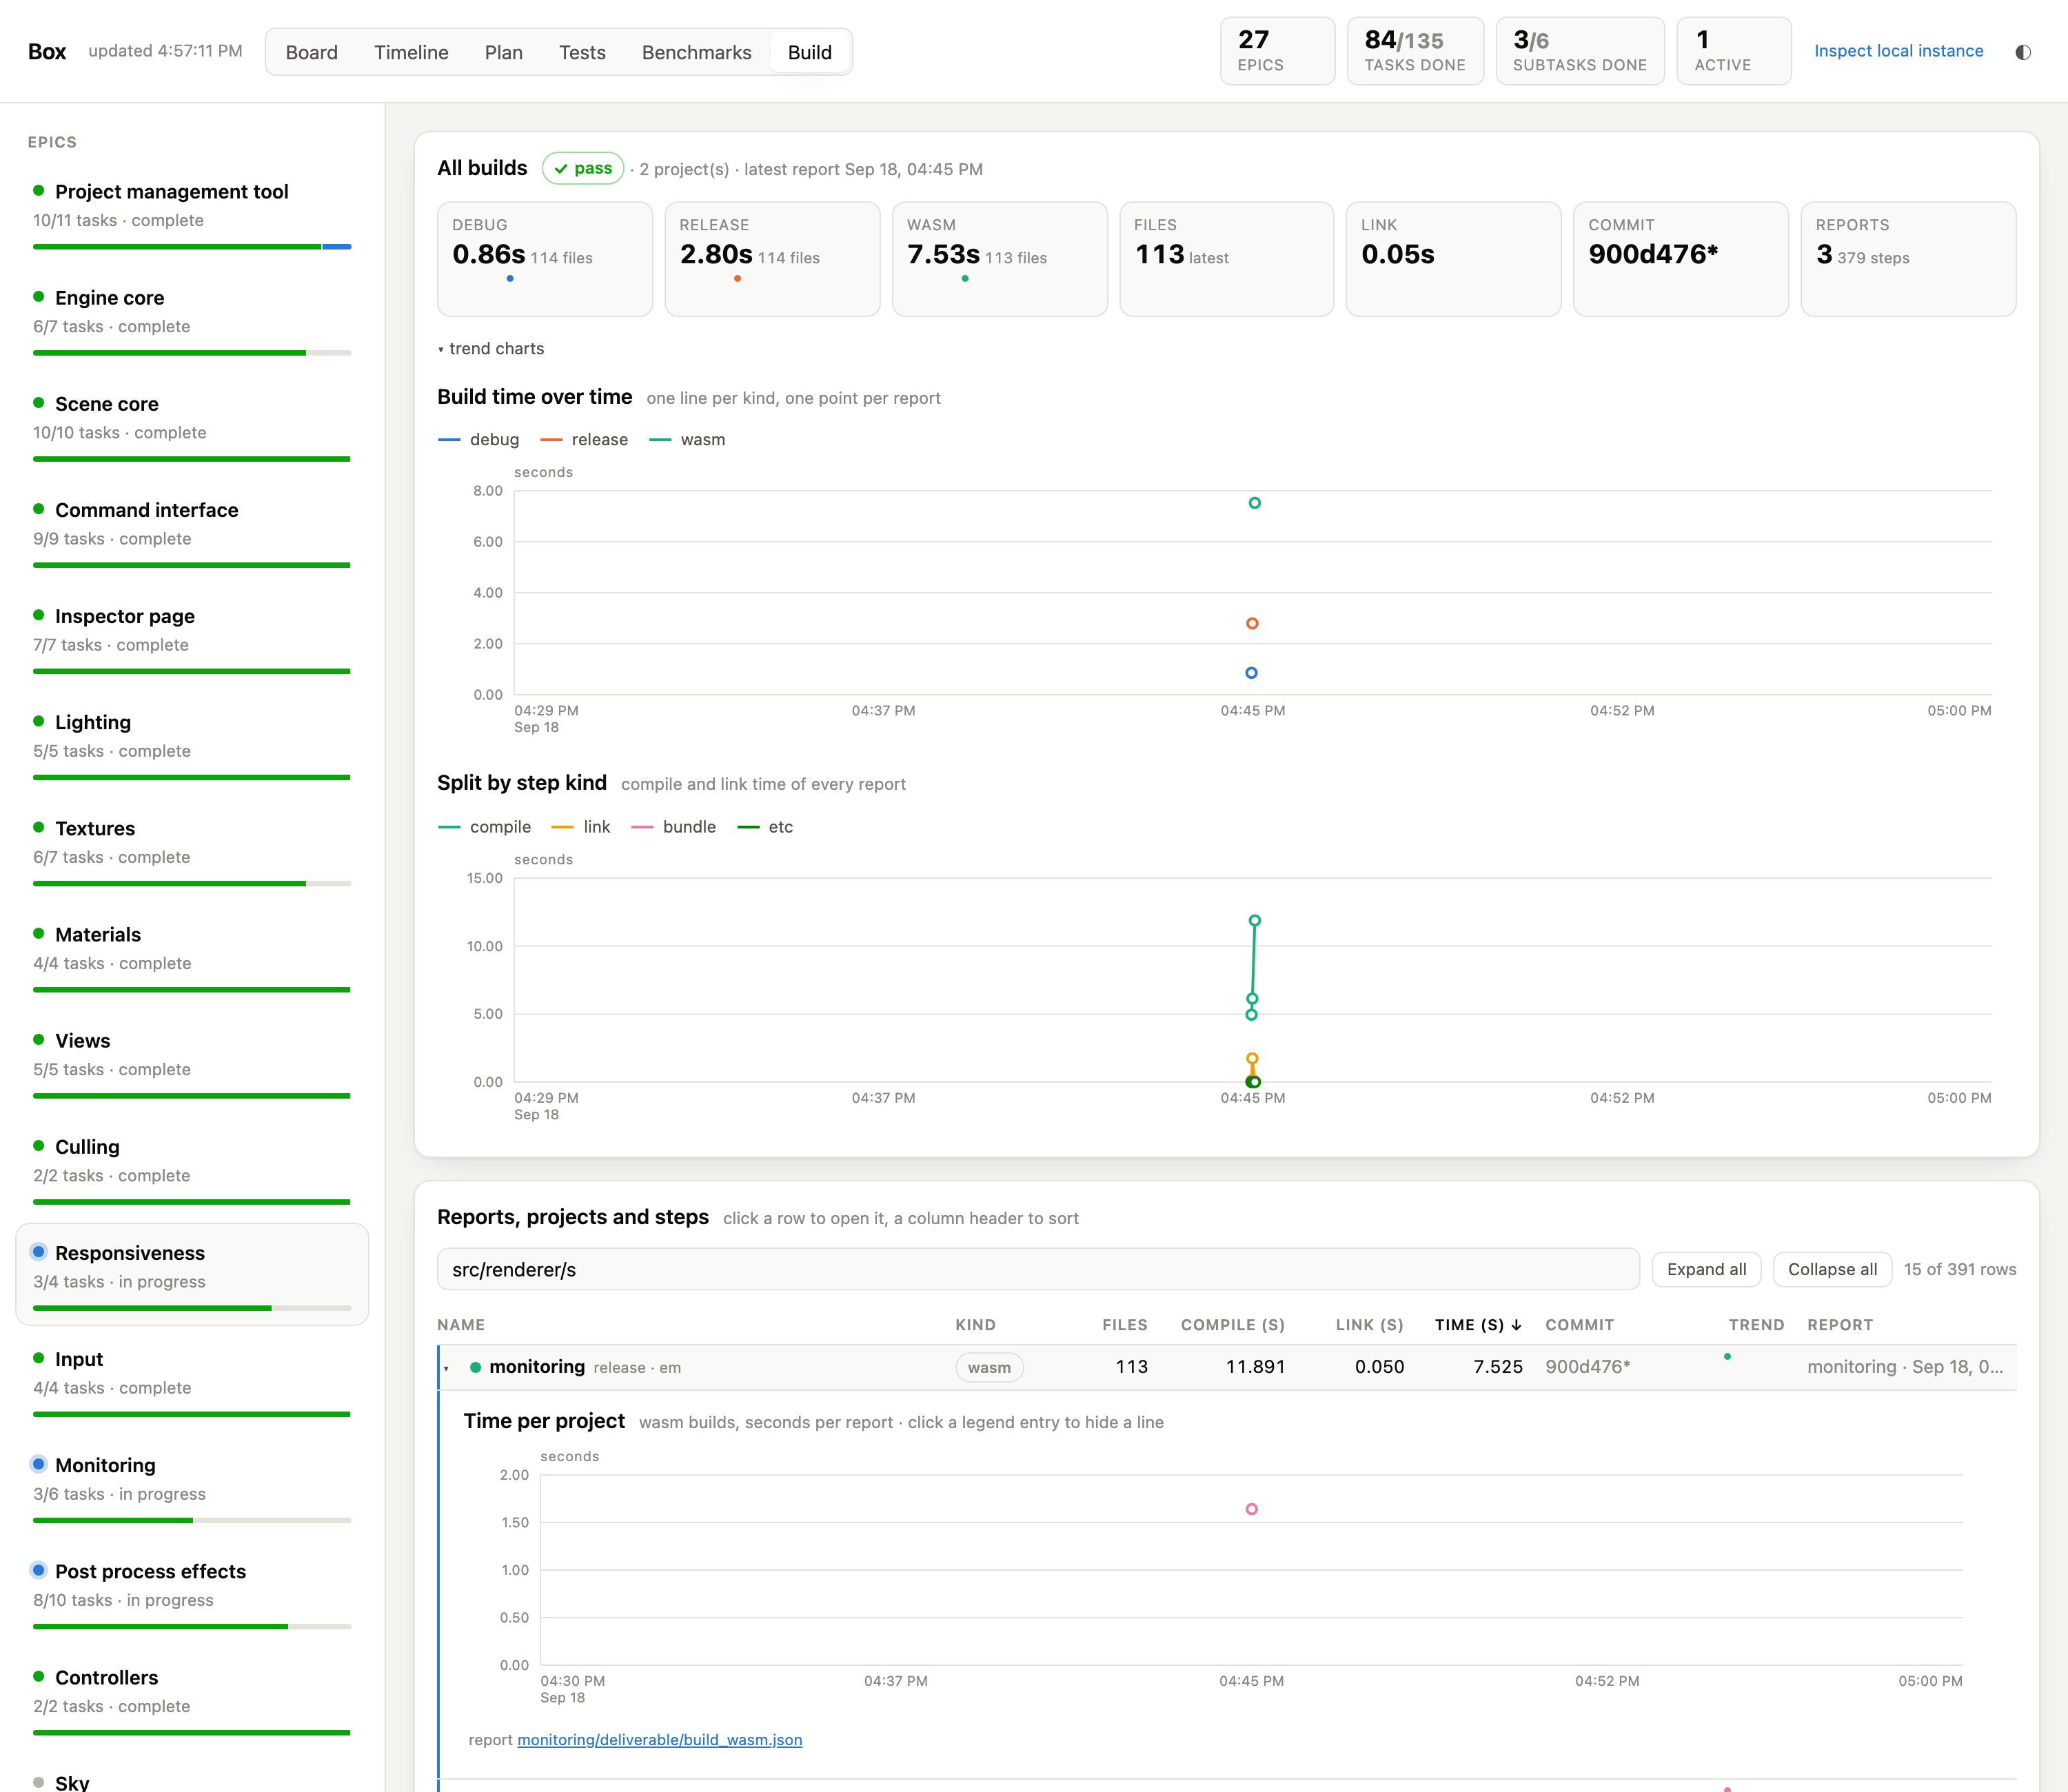 Box updated 4:57:11 PM Board Timeline Plan Tests Benchmarks Build
27 EPICS
84/135 TASKS DONE
3/6 SUBTASKS DONE
1 ACTIVE
Inspect local instance
EPICS
Project management tool
10/11 tasks · complete
Engine core
6/7 tasks · complete
Scene core
10/10 tasks · complete
Command interface
9/9 tasks · complete
Inspector page
7/7 tasks · complete
Lighting
5/5 tasks · complete
Textures
6/7 tasks · complete
Materials
4/4 tasks · complete
Views
5/5 tasks · complete
Culling
2/2 tasks · complete
Responsiveness
3/4 tasks · in progress
Input
4/4 tasks · complete
Monitoring
3/6 tasks · in progress
Post process effects
8/10 tasks · in progress
Controllers
2/2 tasks · complete
Sky
All builds ✓ pass · 2 project(s) · latest report Sep 18, 04:45 PM
DEBUG
0.86s 114 files
RELEASE
2.80s 114 files
WASM
7.53s 113 files
FILES
113 latest
LINK
0.05s
COMMIT
900d476*
REPORTS
3 379 steps
▾ trend charts
Build time over time one line per kind, one point per report
debug release wasm
seconds
8.00
6.00
4.00
2.00
0.00
04:29 PM 04:37 PM 04:45 PM 04:52 PM 05:00 PM
Sep 18
Split by step kind compile and link time of every report
compile link bundle etc
seconds
15.00
10.00
5.00
0.00
04:29 PM 04:37 PM 04:45 PM 04:52 PM 05:00 PM
Sep 18
Reports, projects and steps click a row to open it, a column header to sort
src/renderer/s Expand all Collapse all 15 of 391 rows
NAME KIND FILES COMPILE (S) LINK (S) TIME (S) ↓ COMMIT TREND REPORT
▾ monitoring release · em wasm 113 11.891 0.050 7.525 900d476* monitoring · Sep 18, 0...
Time per project wasm builds, seconds per report · click a legend entry to hide a line
seconds
2.00
1.50
1.00
0.50
0.00
04:30 PM 04:37 PM 04:45 PM 04:52 PM 05:00 PM
Sep 18
report monitoring/deliverable/build_wasm.json